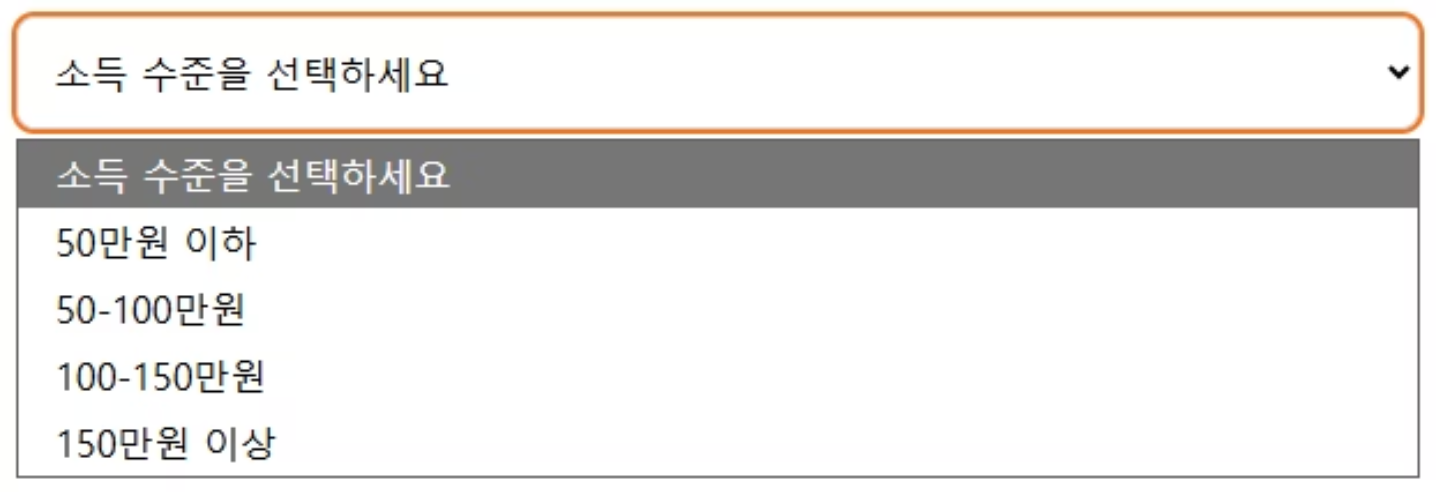 소득 수준을 선택하세요
소득 수준을 선택하세요
50만원 이하
50-100만원
100-150만원
150만원 이상